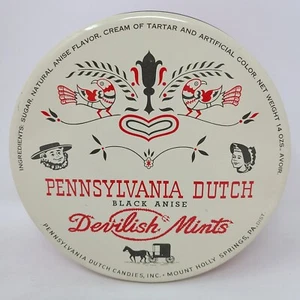 INGREDIENTS: SUGAR, NATURAL ANISE FLAVOR, CREAM OF TARTAR AND ARTIFICIAL COLOR. NET WEIGHT 14 OZS. AVOIR.
PENNSYLVANIA DUTCH
BLACK ANISE
Devilish Mints
PENNSYLVANIA DUTCH CANDIES, INC. • MOUNT HOLLY SPRINGS, PA.